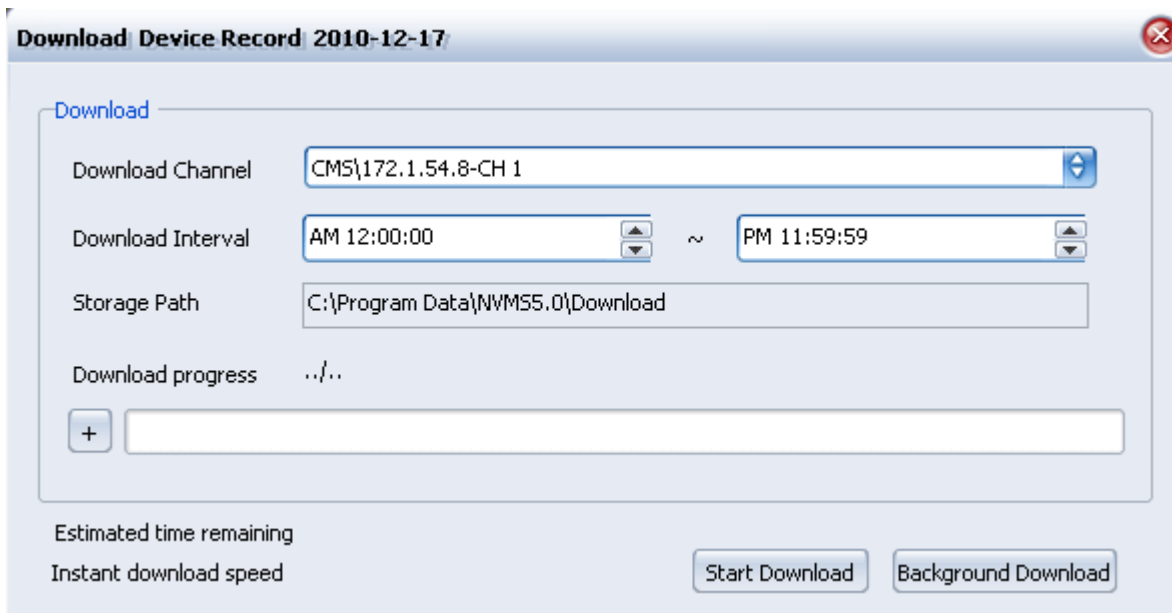 Download Device Record 2010-12-17
Download
Download Channel CMS\172.1.54.8-CH 1
Download Interval AM 12:00:00 ~ PM 11:59:59
Storage Path C:\Program Data\NVMS5.0\Download
Download progress ../..
+
Estimated time remaining
Instant download speed Start Download Background Download